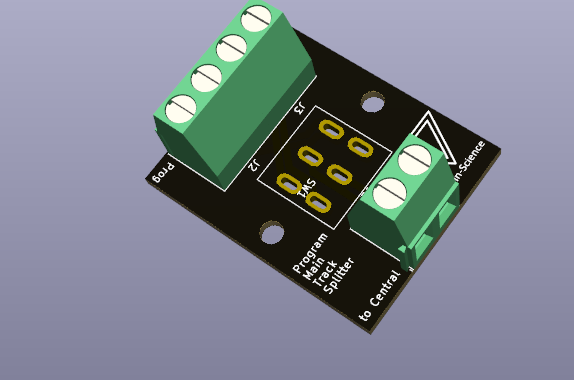 Prog
J2
J3
SW1
Program
Main
Track
Splitter
to Central
n-Science